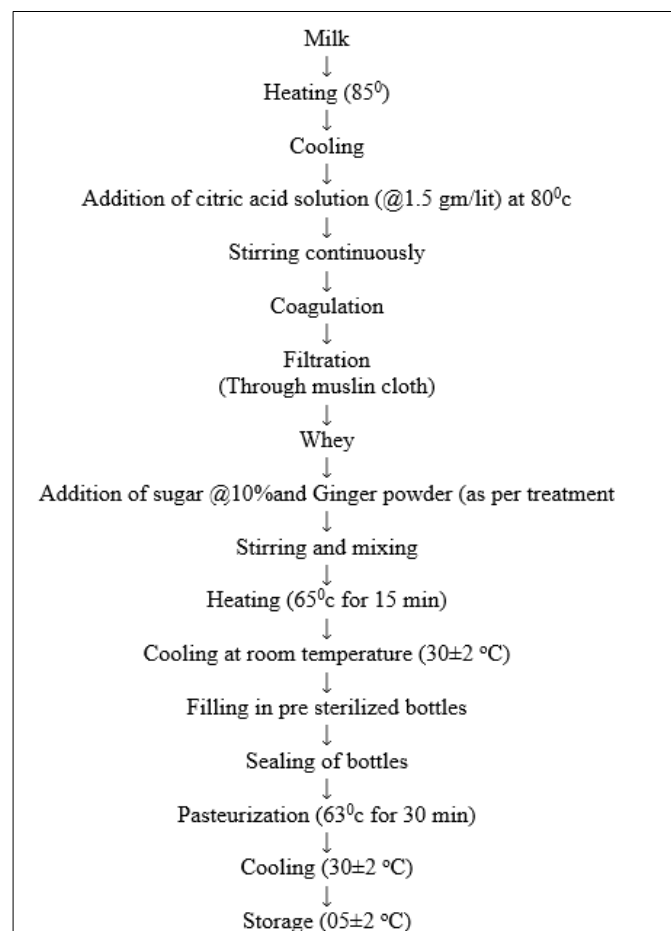 Milk
↓
Heating (85⁰)
↓
Cooling
↓
Addition of citric acid solution (@1.5 gm/lit) at 80⁰c
↓
Stirring continuously
↓
Coagulation
↓
Filtration
(Through muslin cloth)
↓
Whey
↓
Addition of sugar @10%and Ginger powder (as per treatment
↓
Stirring and mixing
↓
Heating (65⁰c for 15 min)
↓
Cooling at room temperature (30±2 ᵒC)
↓
Filling in pre sterilized bottles
↓
Sealing of bottles
↓
Pasteurization (63⁰c for 30 min)
↓
Cooling (30±2 ᵒC)
↓
Storage (05±2 ᵒC)